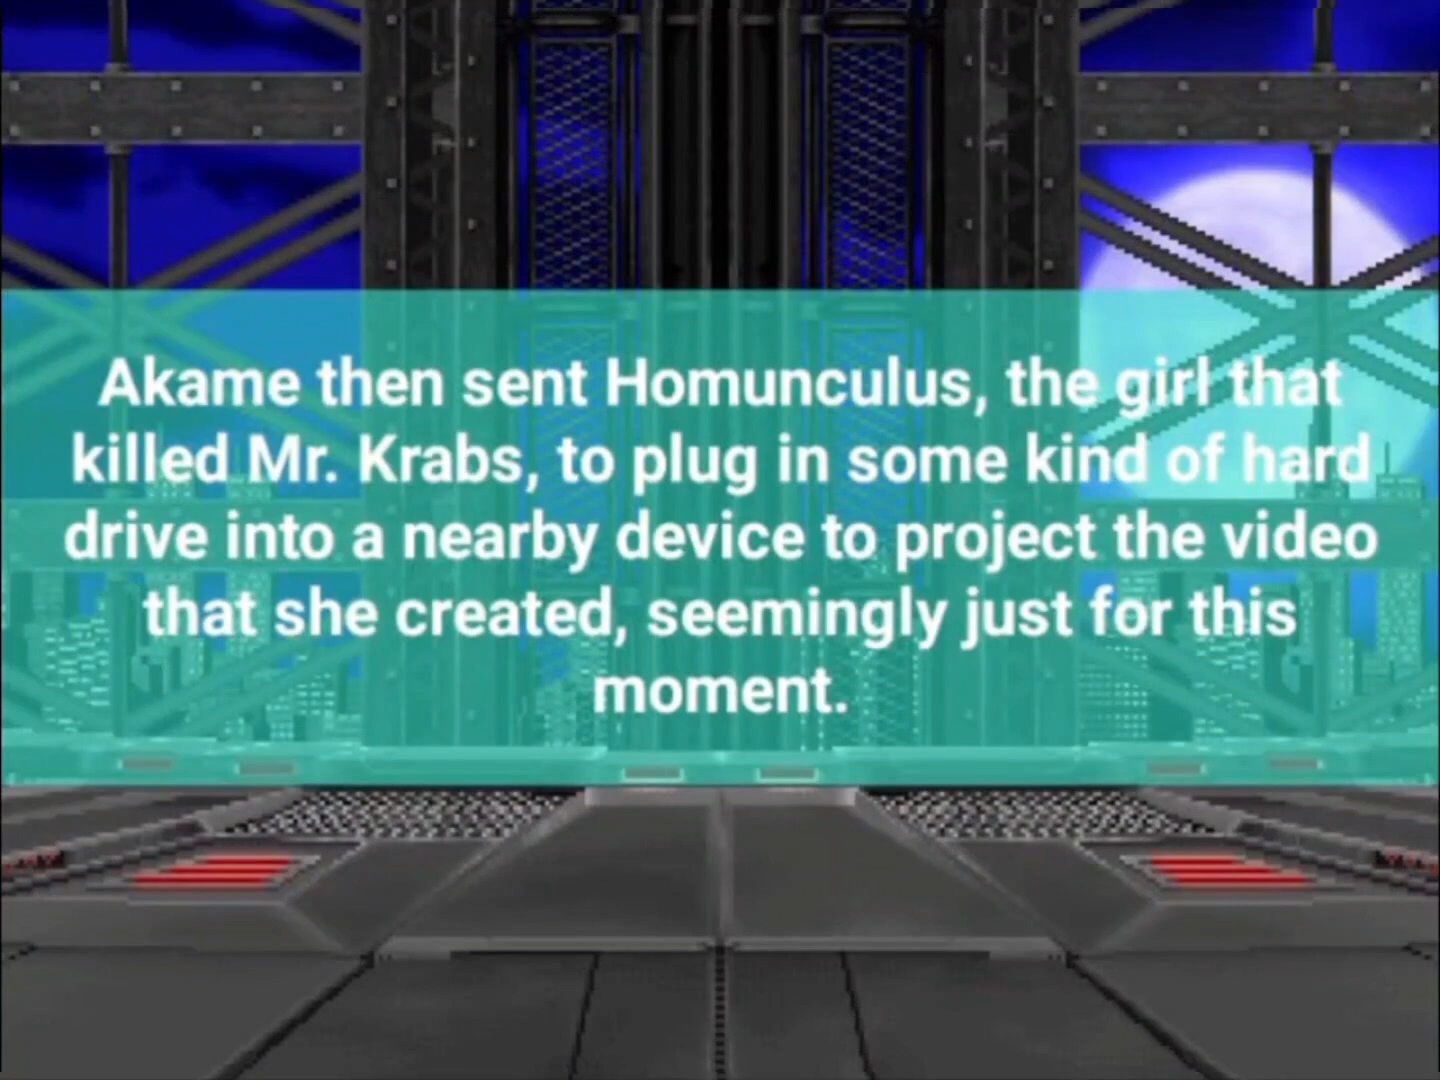 Akame then sent Homunculus, the girl that
killed Mr. Krabs, to plug in some kind of hard
drive into a nearby device to project the video
that she created, seemingly just for this
moment.